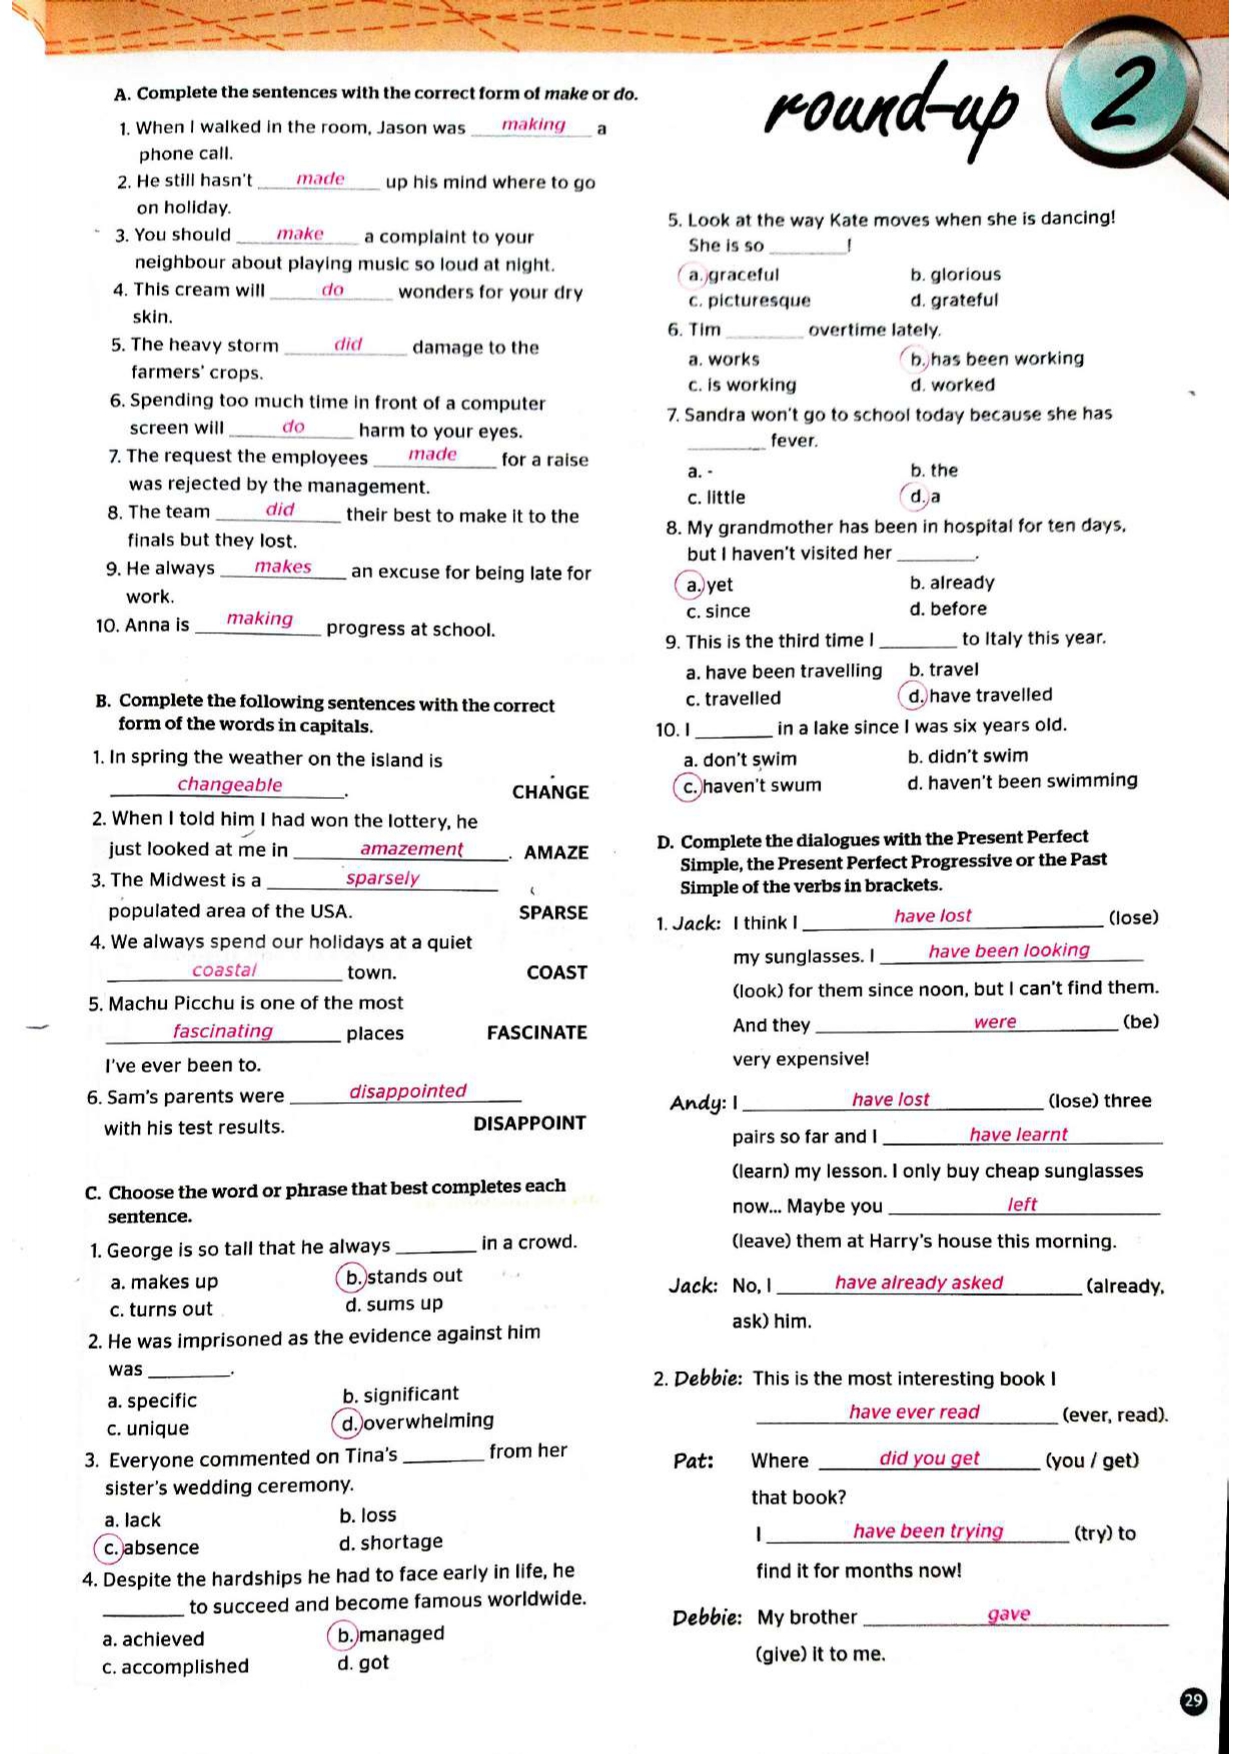 round-up 2
A. Complete the sentences with the correct form of make or do.
1. When I walked in the room, Jason was making a
phone call.
2. He still hasn't made up his mind where to go
on holiday.
3. You should make a complaint to your
neighbour about playing music so loud at night.
4. This cream will do wonders for your dry
skin.
5. The heavy storm did damage to the
farmers' crops.
6. Spending too much time in front of a computer
screen will do harm to your eyes.
7. The request the employees made for a raise
was rejected by the management.
8. The team did their best to make it to the
finals but they lost.
9. He always makes an excuse for being late for
work.
10. Anna is making progress at school.
B. Complete the following sentences with the correct
form of the words in capitals.
1. In spring the weather on the island is
changeable. CHANGE
2. When I told him I had won the lottery, he
just looked at me in amazement. AMAZE
3. The Midwest is a sparsely
populated area of the USA. SPARSE
4. We always spend our holidays at a quiet
coastal town. COAST
5. Machu Picchu is one of the most
fascinating places FASCINATE
I've ever been to.
6. Sam's parents were disappointed
with his test results. DISAPPOINT
C. Choose the word or phrase that best completes each
sentence.
1. George is so tall that he always ________ in a crowd.
a. makes up b. stands out
c. turns out d. sums up
2. He was imprisoned as the evidence against him
was ________.
a. specific b. significant
c. unique d. overwhelming
3. Everyone commented on Tina's ________ from her
sister's wedding ceremony.
a. lack b. loss
c. absence d. shortage
4. Despite the hardships he had to face early in life, he
________ to succeed and become famous worldwide.
a. achieved b. managed
c. accomplished d. got
5. Look at the way Kate moves when she is dancing!
She is so ________!
a. graceful b. glorious
c. picturesque d. grateful
6. Tim ________ overtime lately.
a. works b. has been working
c. is working d. worked
7. Sandra won't go to school today because she has
________ fever.
a. - b. the
c. little d. a
8. My grandmother has been in hospital for ten days,
but I haven't visited her ________.
a. yet b. already
c. since d. before
9. This is the third time I ________ to Italy this year.
a. have been travelling b. travel
c. travelled d. have travelled
10. I ________ in a lake since I was six years old.
a. don't swim b. didn't swim
c. haven't swum d. haven't been swimming
D. Complete the dialogues with the Present Perfect
Simple, the Present Perfect Progressive or the Past
Simple of the verbs in brackets.
1. Jack: I think I have lost (lose)
my sunglasses. I have been looking
(look) for them since noon, but I can't find them.
And they were (be)
very expensive!
Andy: I have lost (lose) three
pairs so far and I have learnt
(learn) my lesson. I only buy cheap sunglasses
now... Maybe you left
(leave) them at Harry's house this morning.
Jack: No, I have already asked (already,
ask) him.
2. Debbie: This is the most interesting book I
have ever read (ever, read).
Pat: Where did you get (you / get)
that book?
I have been trying (try) to
find it for months now!
Debbie: My brother gave
(give) it to me.
29